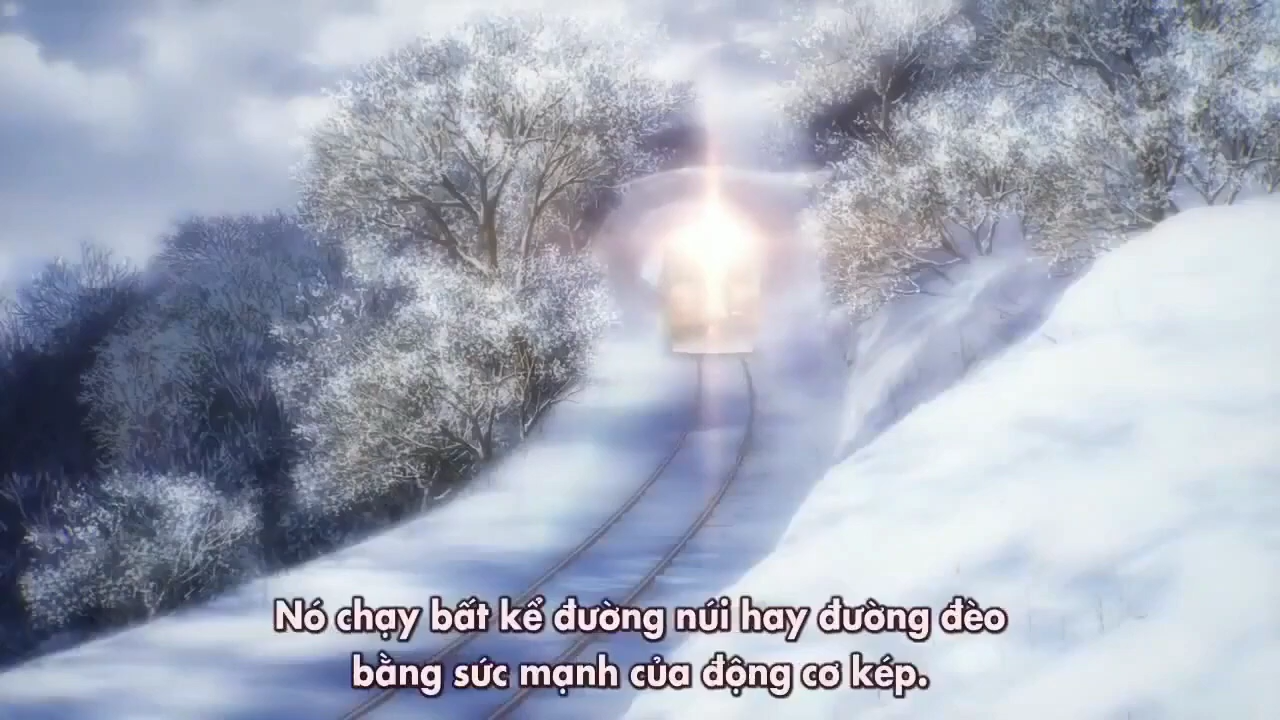 Nó chạy bất kể đường núi hay đường đèo
bằng sức mạnh của động cơ kép.